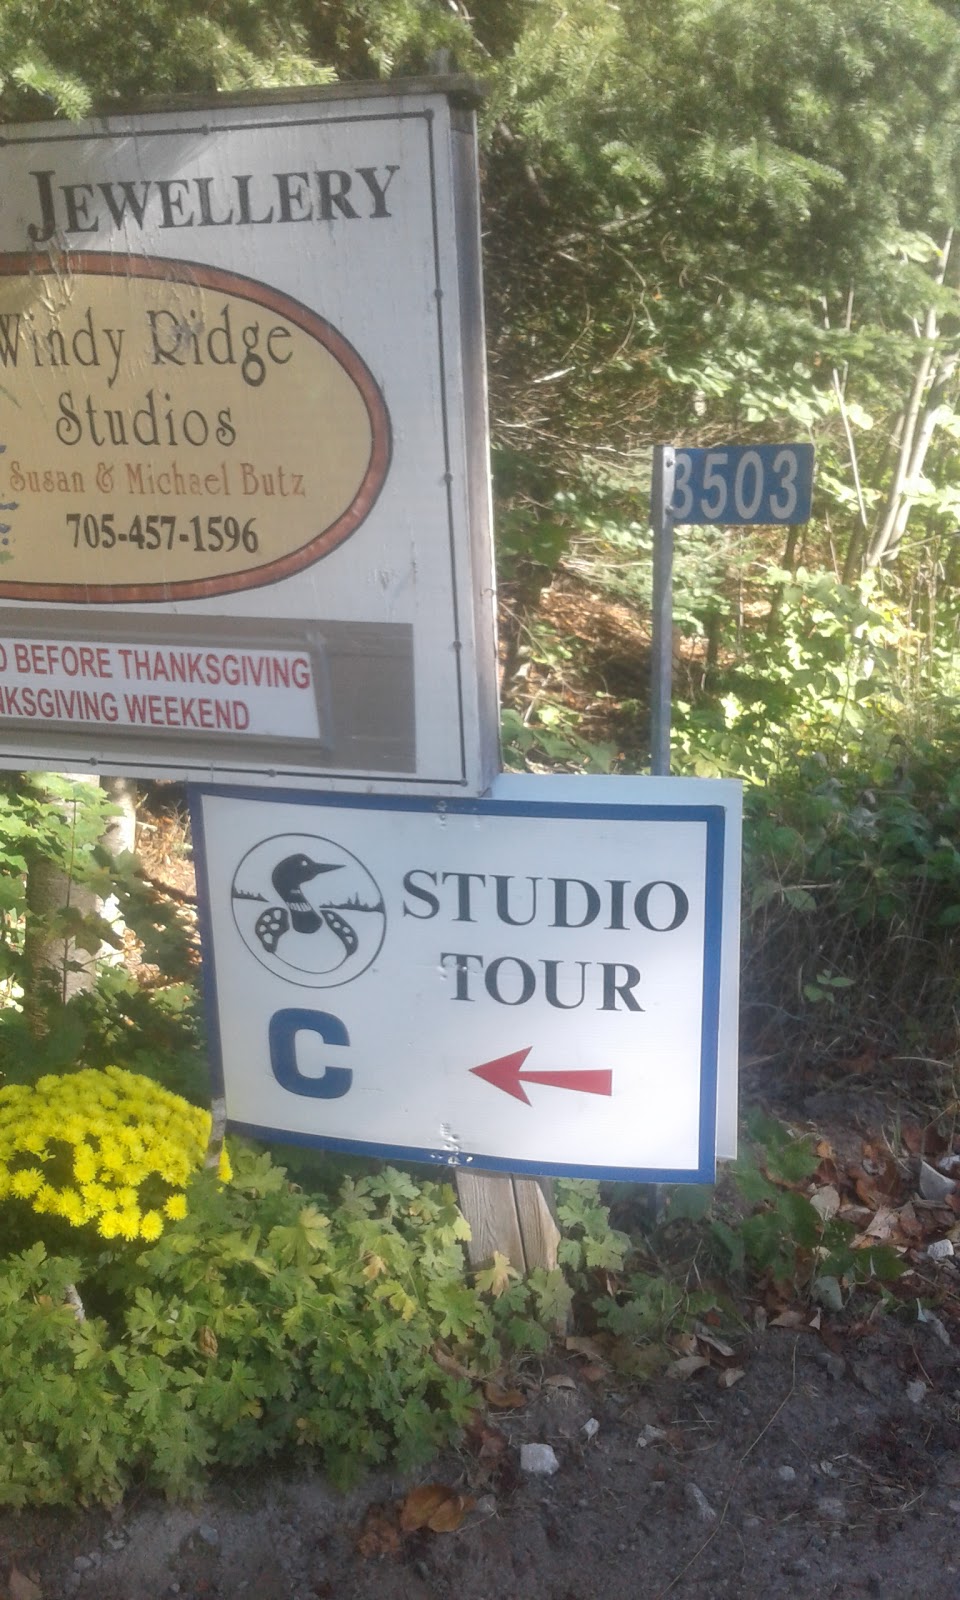 JEWELLERY
Windy Ridge
Studios
Susan & Michael Butz
705-457-1596
BEFORE THANKSGIVING
WEEKEND
3503
STUDIO
TOUR
C